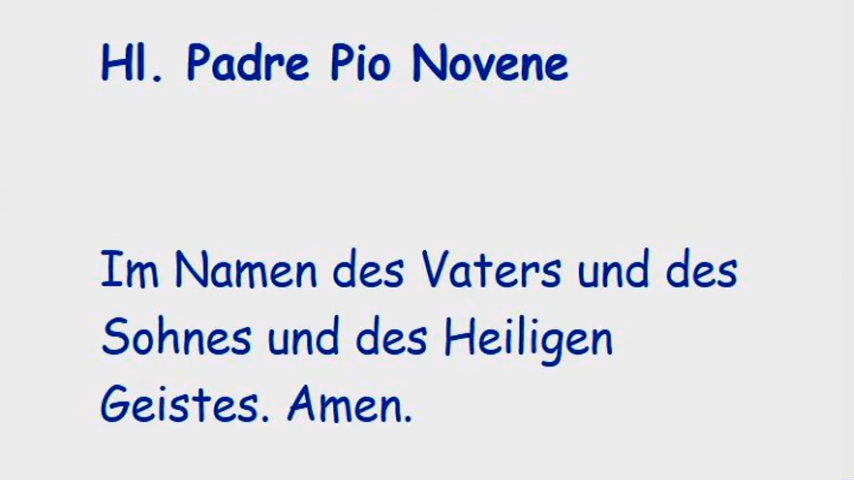 Hl. Padre Pio Novene
Im Namen des Vaters und des
Sohnes und des Heiligen
Geistes. Amen.